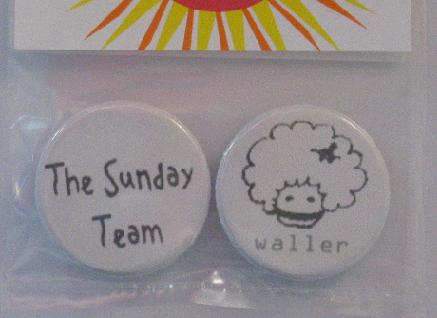 The Sunday
Team
waller